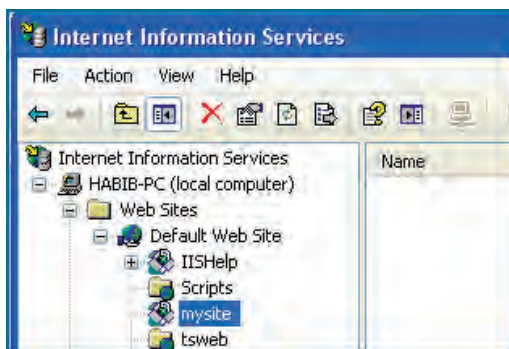 Internet Information Services
File Action View Help
Internet Information Services
Name
HABIB-PC (local computer)
Web Sites
Default Web Site
IISHelp
Scripts
mysite
tsweb